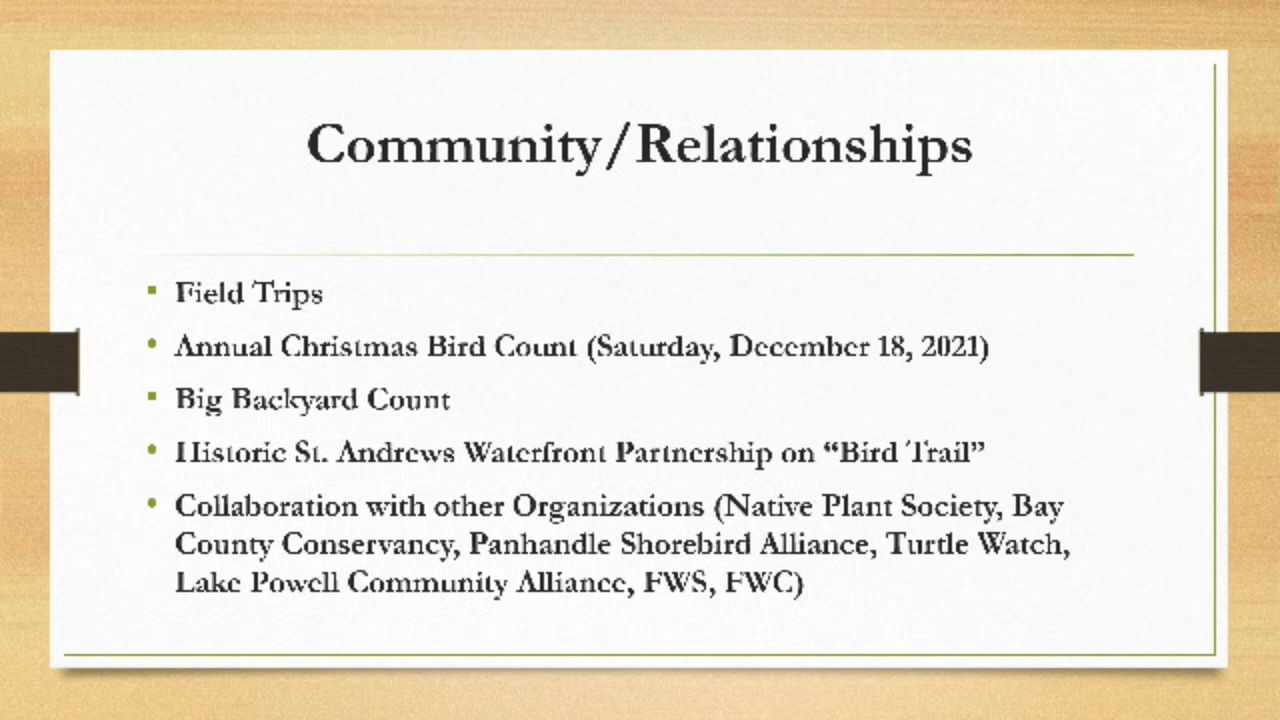 Community/Relationships
▪ Field Trips
• Annual Christmas Bird Count (Saturday, December 18, 2021)
▪ Big Backyard Count
• Historic St. Andrews Waterfront Partnership on “Bird Trail”
• Collaboration with other Organizations (Native Plant Society, Bay
County Conservancy, Panhandle Shorebird Alliance, Turtle Watch,
Lake Powell Community Alliance, FWS, FWC)